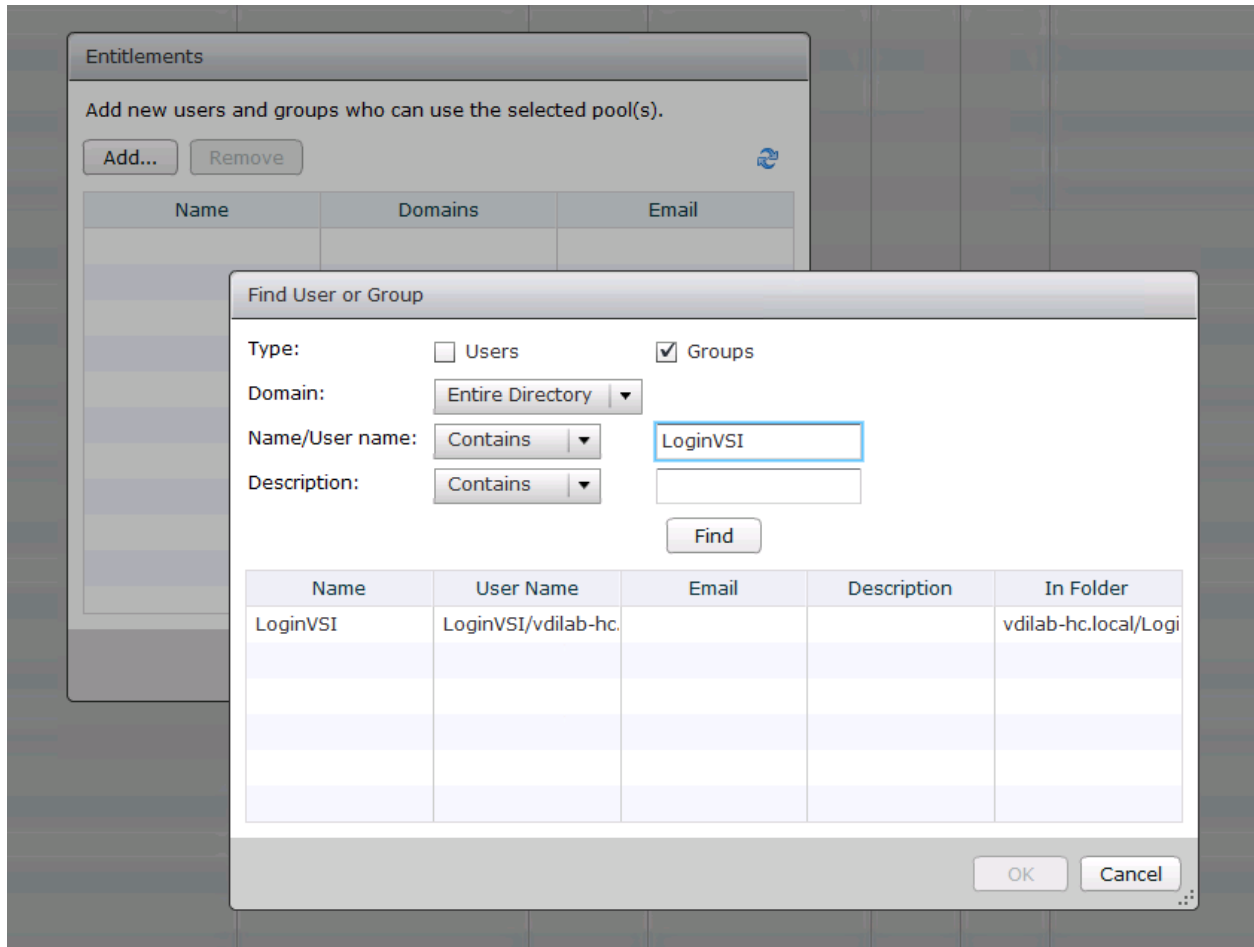 Entitlements
Add new users and groups who can use the selected pool(s).
Add... Remove
Name Domains Email
Find User or Group
Type: Users Groups
Domain: Entire Directory
Name/User name: Contains LoginVSI
Description: Contains
Find
Name User Name Email Description In Folder
LoginVSI LoginVSI/vdilab-hc. vdilab-hc.local/Logi
OK Cancel